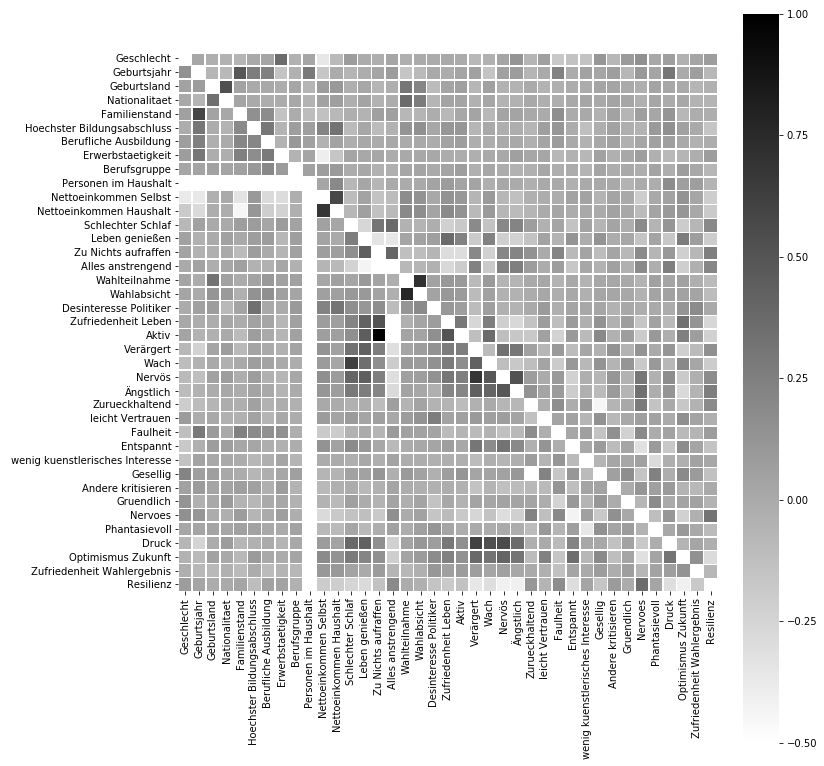 Geschlecht
Geburtsjahr
Geburtsland
Nationalitaet
Familienstand
Hoechster Bildungsabschluss
Berufliche Ausbildung
Erwerbstaetigkeit
Berufsgruppe
Personen im Haushalt
Nettoeinkommen Selbst
Nettoeinkommen Haushalt
Schlechter Schlaf
Leben genießen
Zu Nichts aufraffen
Alles anstrengend
Wahlteilnahme
Wahlabsicht
Desinteresse Politiker
Zufriedenheit Leben
Aktiv
Verärgert
Wach
Nervös
Ängstlich
Zurueckhaltend
leicht Vertrauen
Faulheit
Entspannt
wenig kuenstlerisches Interesse
Gesellig
Andere kritisieren
Gruendlich
Nervoes
Phantasievoll
Druck
Optimismus Zukunft
Zufriedenheit Wahlergebnis
Resilienz
Geschlecht
Geburtsjahr
Geburtsland
Nationalitaet
Familienstand
Hoechster Bildungsabschluss
Berufliche Ausbildung
Erwerbstaetigkeit
Berufsgruppe
Personen im Haushalt
Nettoeinkommen Selbst
Nettoeinkommen Haushalt
Schlechter Schlaf
Leben genießen
Zu Nichts aufraffen
Alles anstrengend
Wahlteilnahme
Wahlabsicht
Desinteresse Politiker
Zufriedenheit Leben
Aktiv
Verärgert
Wach
Nervös
Ängstlich
Zurueckhaltend
leicht Vertrauen
Faulheit
Entspannt
wenig kuenstlerisches Interesse
Gesellig
Andere kritisieren
Gruendlich
Nervoes
Phantasievoll
Druck
Optimismus Zukunft
Zufriedenheit Wahlergebnis
Resilienz
1.00
0.75
0.50
0.25
0.00
−0.25
−0.50